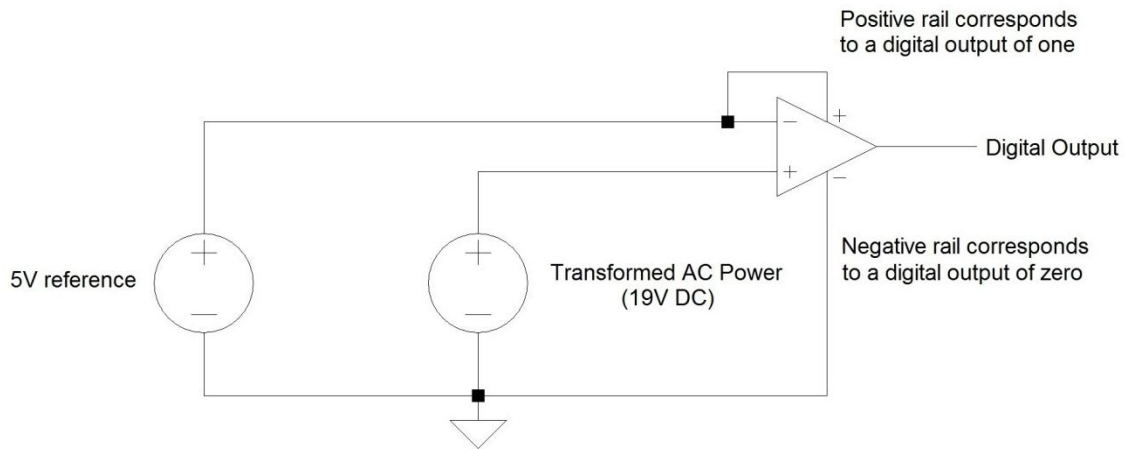 Positive rail corresponds
to a digital output of one
+
−
Digital Output
+
−
+
5V reference
−
+
Transformed AC Power
(19V DC)
−
Negative rail corresponds
to a digital output of zero